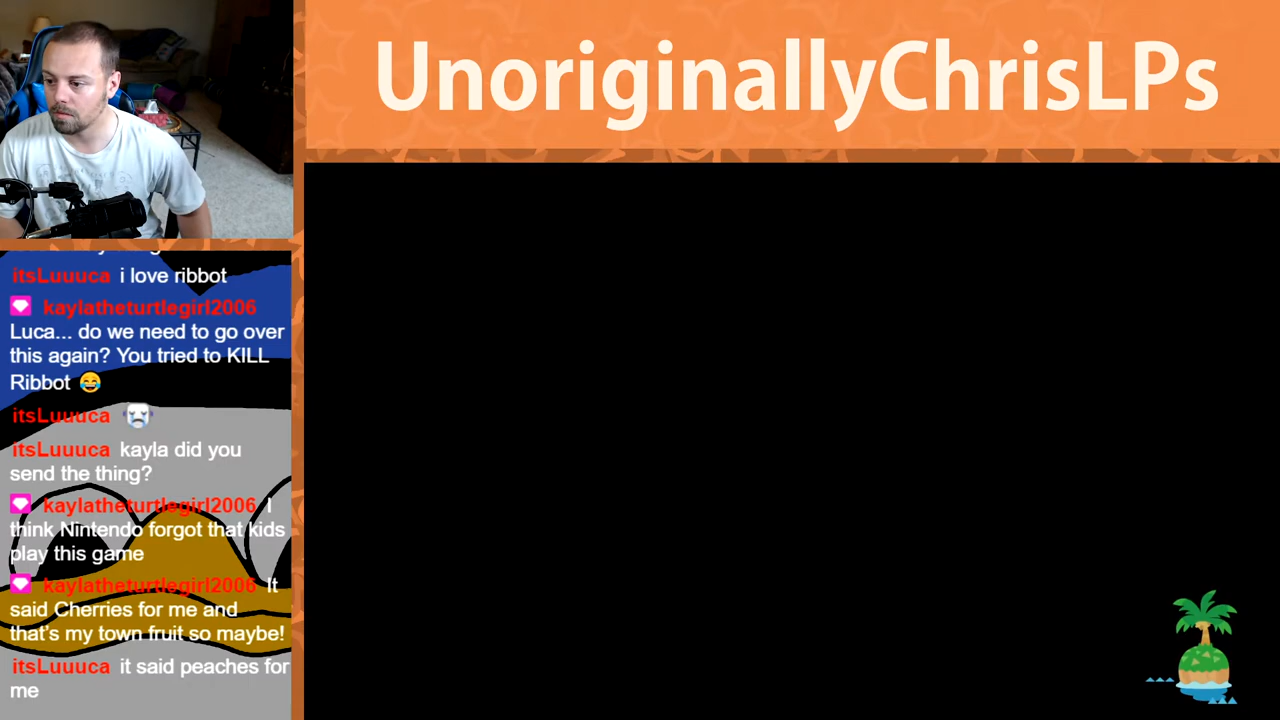 UnoriginallyChrisLPs
itsLuuuca i love ribbot
kaylatheturtlegirl2006
Luca... do we need to go over
this again? You tried to KILL
Ribbot 😂
itsLuuuca 😭
itsLuuuca kayla did you
send the thing?
kaylatheturtlegirl2006 I
think Nintendo forgot that kids
play this game
kaylatheturtlegirl2006 It
said Cherries for me and
that's my town fruit so maybe!
itsLuuuca it said peaches for
me